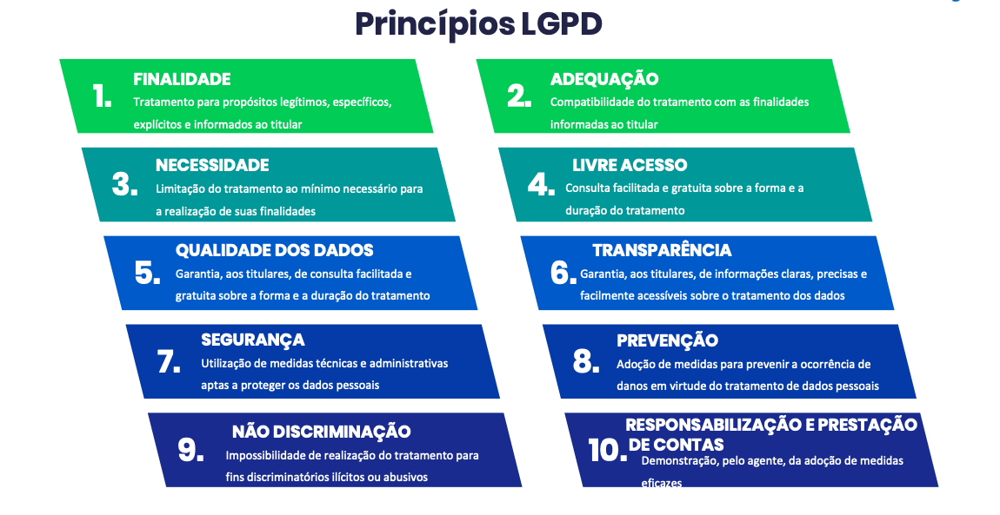 Princípios LGPD
1.
FINALIDADE
Tratamento para propósitos legítimos, específicos,
explícitos e informados ao titular
2.
ADEQUAÇÃO
Compatibilidade do tratamento com as finalidades
informadas ao titular
3.
NECESSIDADE
Limitação do tratamento ao mínimo necessário para
a realização de suas finalidades
4.
LIVRE ACESSO
Consulta facilitada e gratuita sobre a forma e a
duração do tratamento
5.
QUALIDADE DOS DADOS
Garantia, aos titulares, de consulta facilitada e
gratuita sobre a forma e a duração do tratamento
6.
TRANSPARÊNCIA
Garantia, aos titulares, de informações claras, precisas e
facilmente acessíveis sobre o tratamento dos dados
7.
SEGURANÇA
Utilização de medidas técnicas e administrativas
aptas a proteger os dados pessoais
8.
PREVENÇÃO
Adoção de medidas para prevenir a ocorrência de
danos em virtude do tratamento de dados pessoais
9.
NÃO DISCRIMINAÇÃO
Impossibilidade de realização do tratamento para
fins discriminatórios ilícitos ou abusivos
10.
RESPONSABILIZAÇÃO E PRESTAÇÃO
DE CONTAS
Demonstração, pelo agente, da adoção de medidas
eficazes